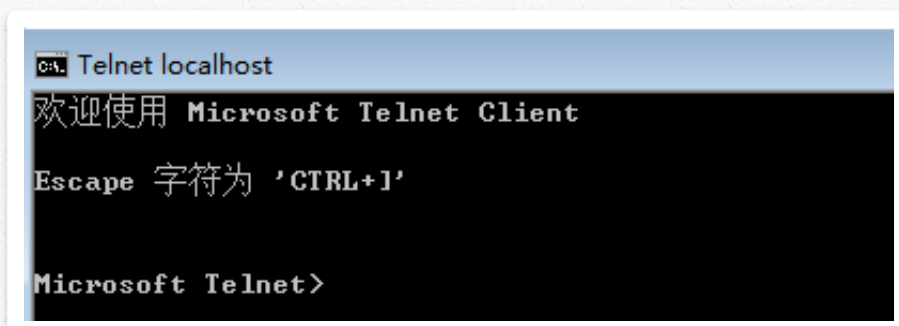 C:\. Telnet localhost
欢迎使用 Microsoft Telnet Client
Escape 字符为 'CTRL+]'
Microsoft Telnet>